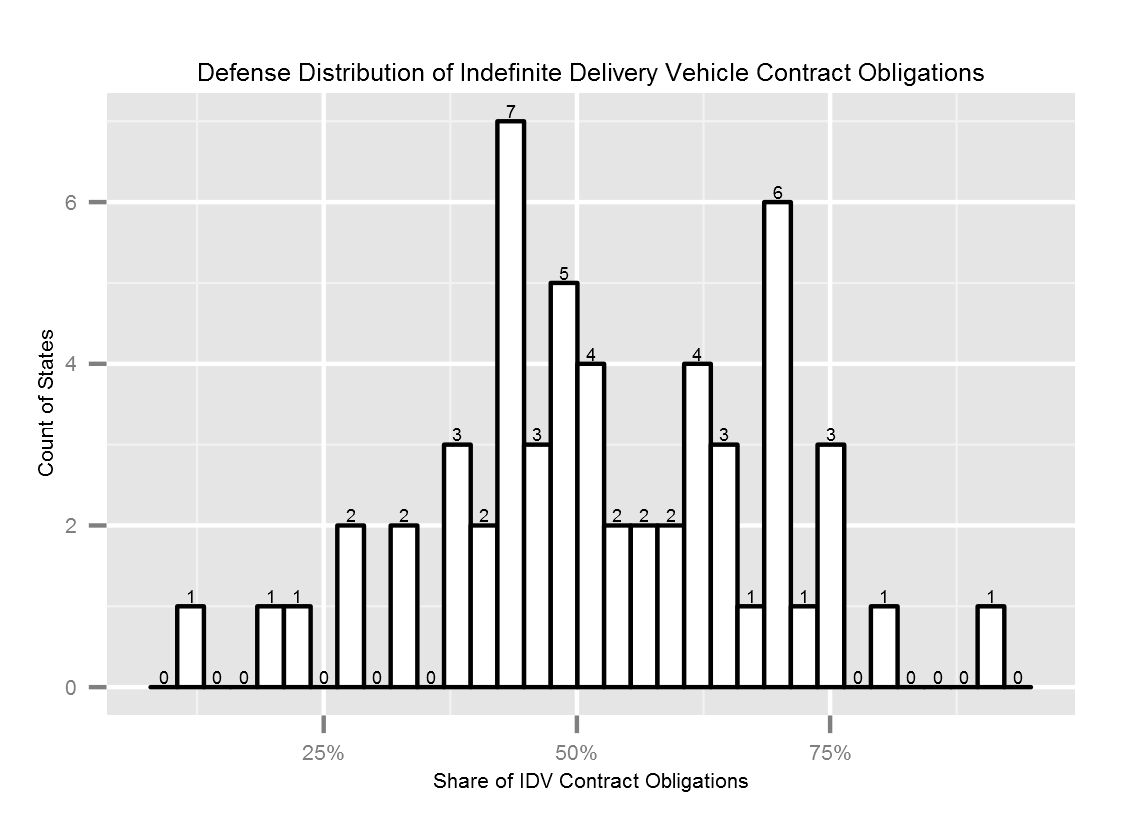 Defense Distribution of Indefinite Delivery Vehicle Contract Obligations
Count of States
6
4
2
0
0 1 0 0 1 1 0 2 0 2 0 3 2 7 3 5 4 2 2 2 4 3 1 6 1 3 0 1 0 0 0 1 0
25% 50% 75%
Share of IDV Contract Obligations